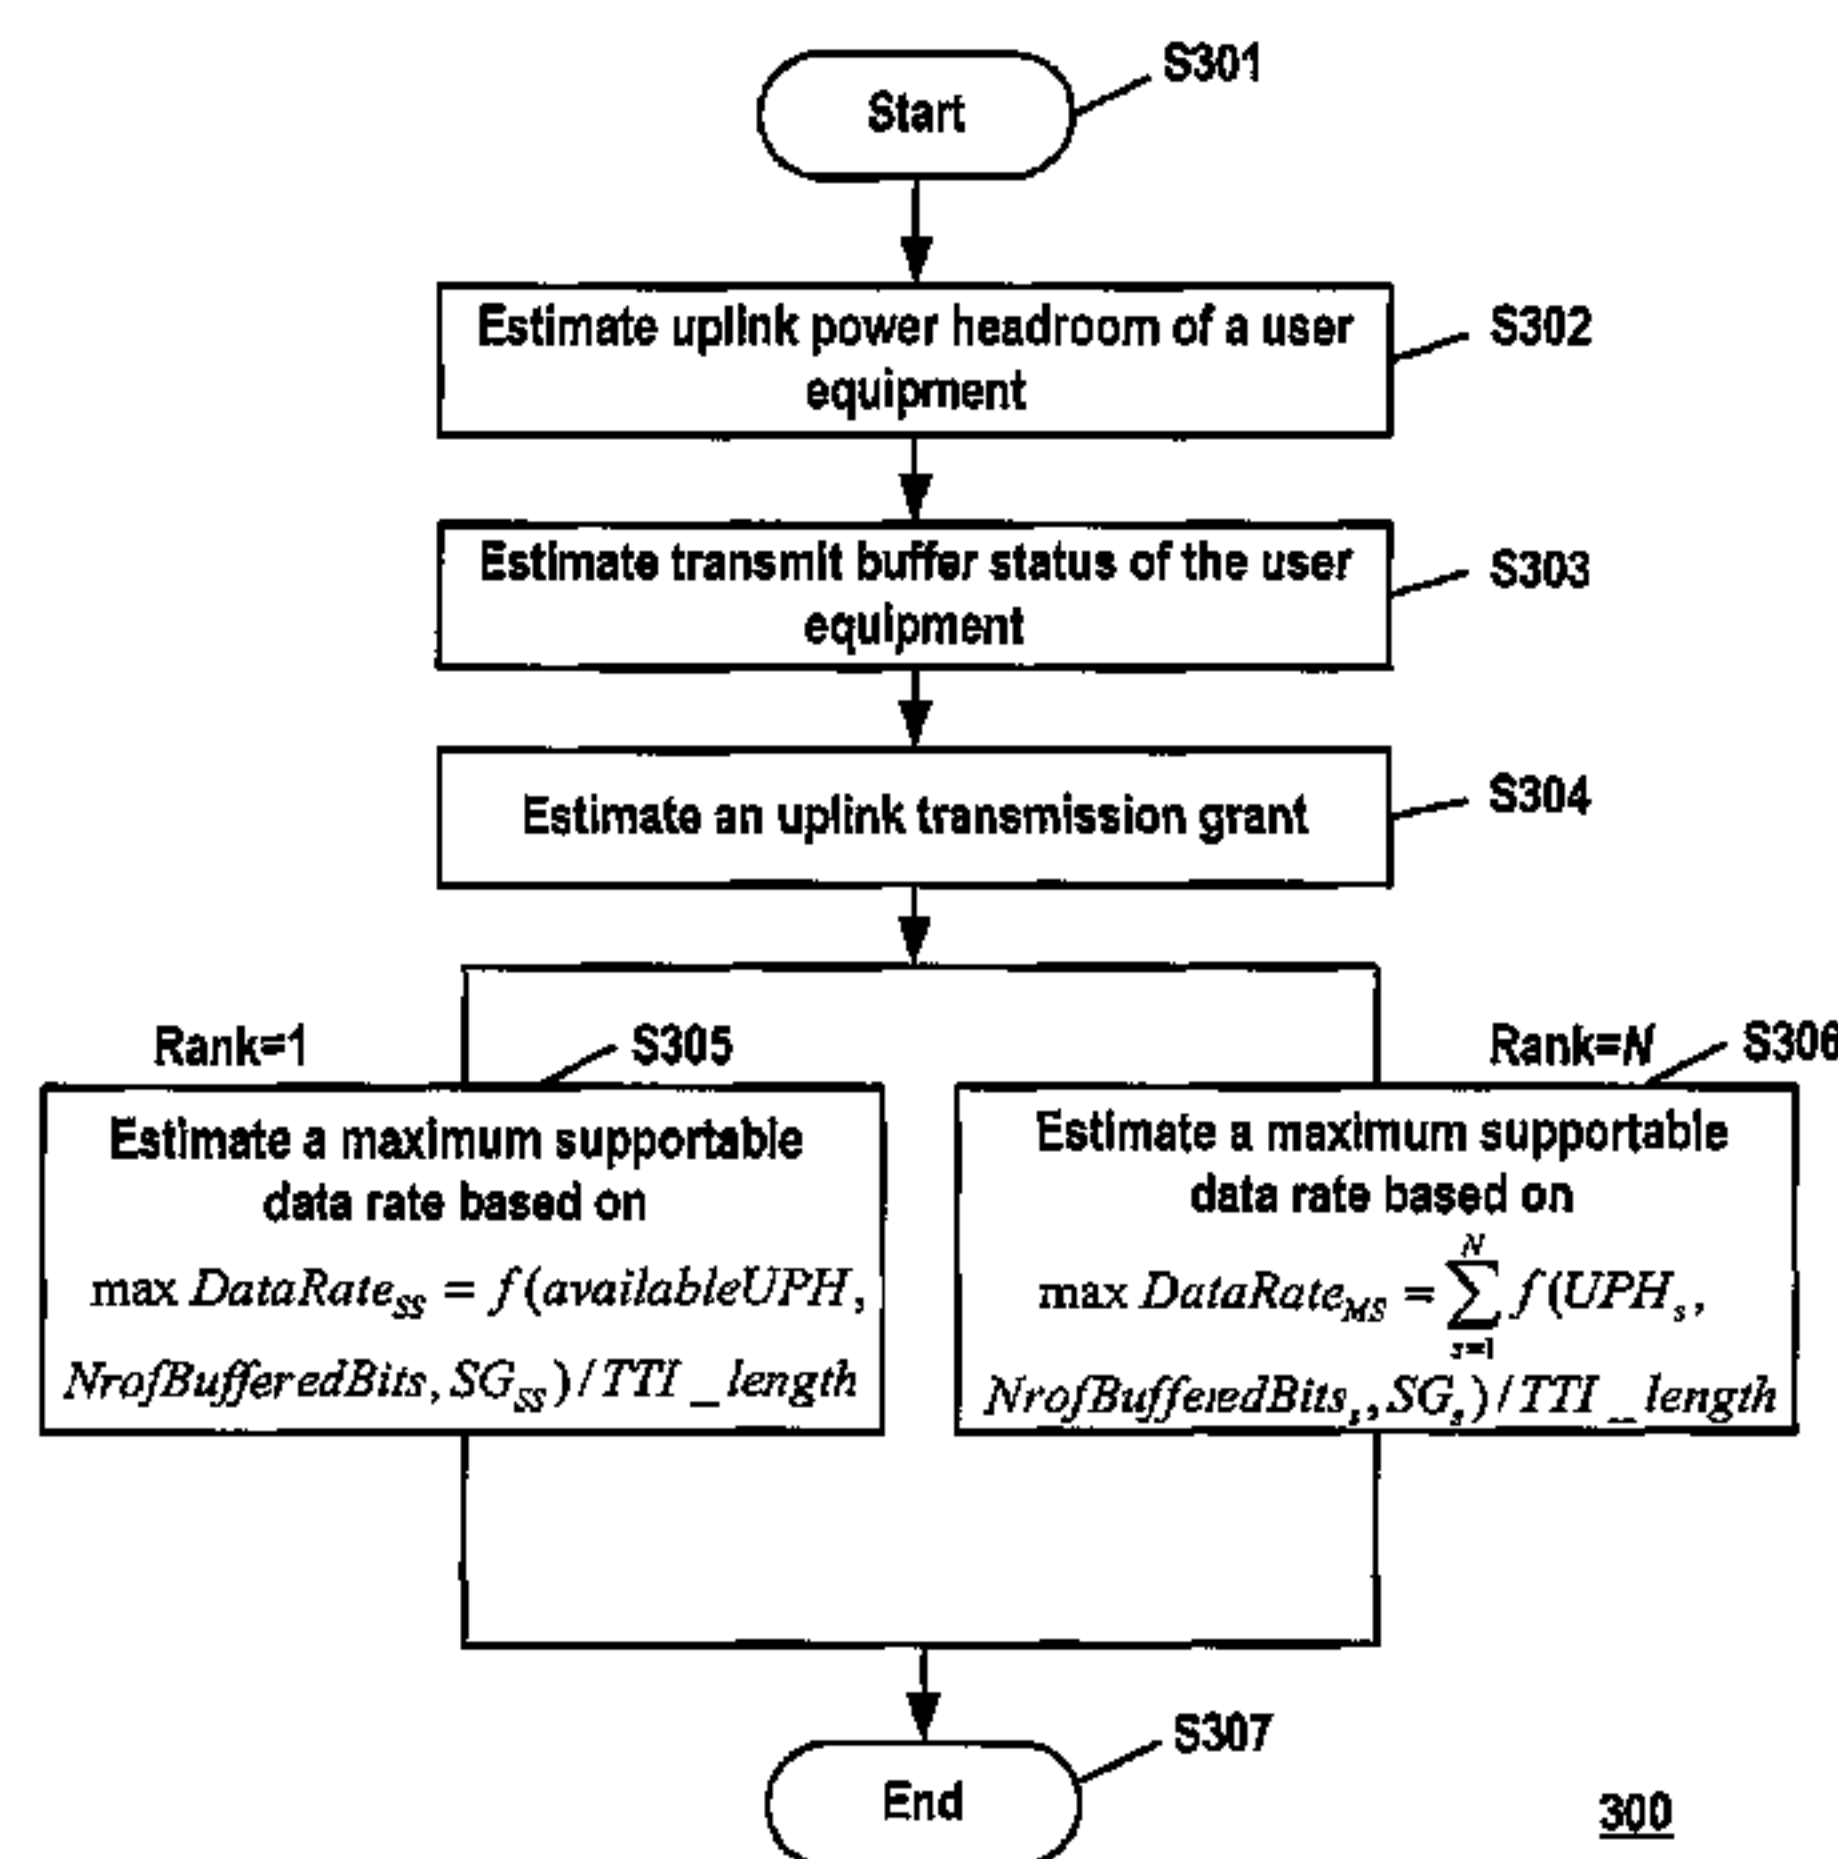 Start
S301
Estimate uplink power headroom of a user
equipment
S302
Estimate transmit buffer status of the user
equipment
S303
Estimate an uplink transmission grant
S304
Rank=1
S305
Estimate a maximum supportable
data rate based on
max DataRate_SS = f(availableUPH,
NrofBufferedBits, SG_SS)/TTI_length
Rank=N
S306
Estimate a maximum supportable
data rate based on
max DataRate_MS = ∑_{s=1}^{N} f(UPH_s,
NrofBufferedBits_s, SG_s)/TTI_length
S307
End
300